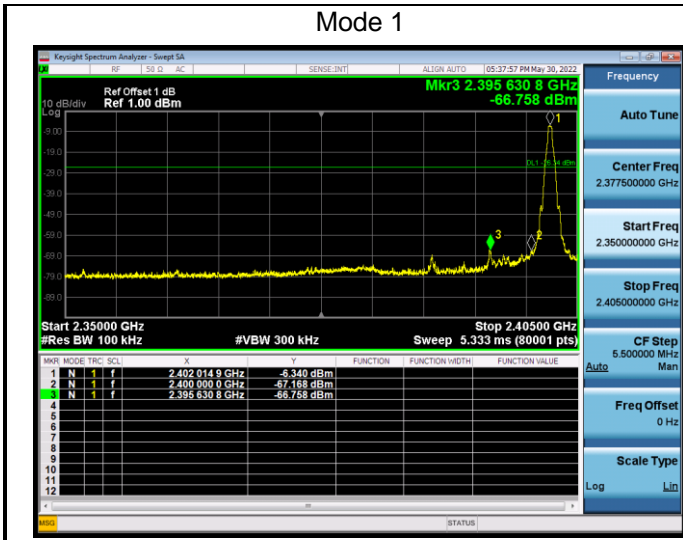 Mode 1
Keysight Spectrum Analyzer - Swept SA
RF 50 Ω AC SENSE:INT ALIGN AUTO 05:37:57 PM May 30, 2022
Mkr3 2.395 630 8 GHz
-66.758 dBm
Ref Offset 1 dB
10 dB/div Ref 1.00 dBm
Log
-9.00
-19.0
-29.0
-39.0
-49.0
-59.0
-69.0
-79.0
-89.0
1
2
3
Start 2.35000 GHz Stop 2.40500 GHz
#Res BW 100 kHz #VBW 300 kHz Sweep 5.333 ms (80001 pts)
MKR MODE TRC SCL X Y FUNCTION FUNCTION WIDTH FUNCTION VALUE
1 N 1 f 2.402 014 9 GHz -6.340 dBm
2 N 1 f 2.400 000 0 GHz -67.168 dBm
3 N 1 f 2.395 630 8 GHz -66.758 dBm
4
5
6
7
8
9
10
11
12
MSG STATUS
Frequency
Auto Tune
Center Freq
2.377500000 GHz
Start Freq
2.350000000 GHz
Stop Freq
2.405000000 GHz
CF Step
5.500000 MHz
Auto Man
Freq Offset
0 Hz
Scale Type
Log Lin